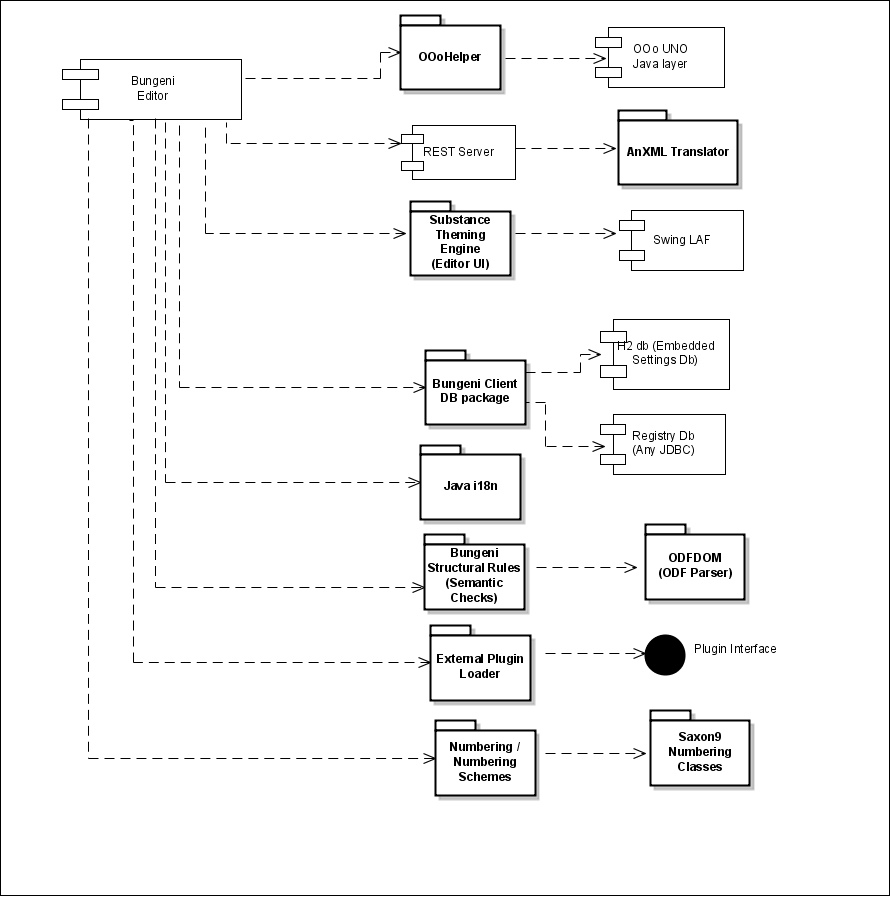 OOoHelper
OOo UNO
Java layer
Bungeni
Editor
REST Server
AnXML Translator
Substance
Theming
Engine
(Editor UI)
Swing LAF
H2 db (Embedded
Settings Db)
Bungeni Client
DB package
Registry Db
(Any JDBC)
Java i18n
Bungeni
Structural Rules
(Semantic
Checks)
ODFDOM
(ODF Parser)
External Plugin
Loader
Plugin Interface
Numbering /
Numbering
Schemes
Saxon9
Numbering
Classes